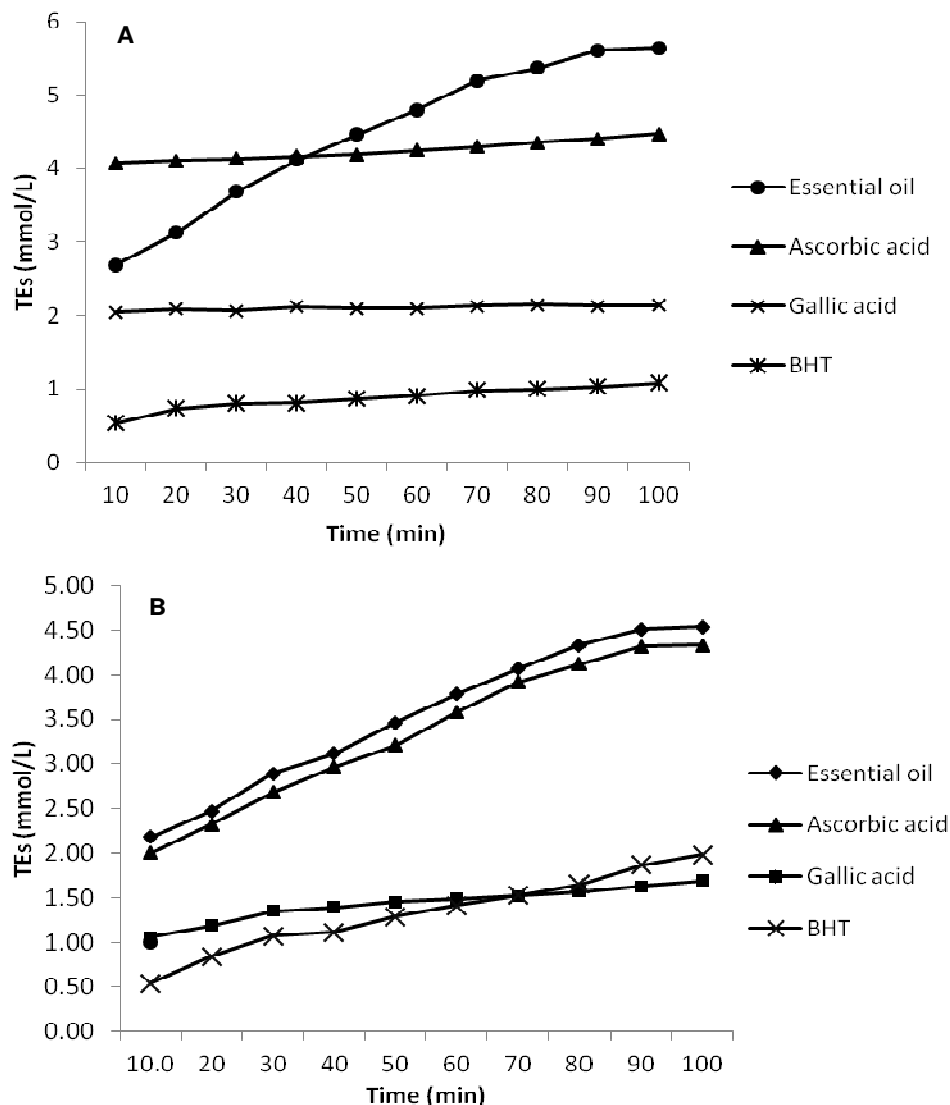 A
6
5
4
3
2
1
0
TEs (mmol/L)
10 20 30 40 50 60 70 80 90 100
Time (min)
Essential oil
Ascorbic acid
Gallic acid
BHT
B
5.00
4.50
4.00
3.50
3.00
2.50
2.00
1.50
1.00
0.50
0.00
TEs (mmol/L)
10.0 20 30 40 50 60 70 80 90 100
Time (min)
Essential oil
Ascorbic acid
Gallic acid
BHT